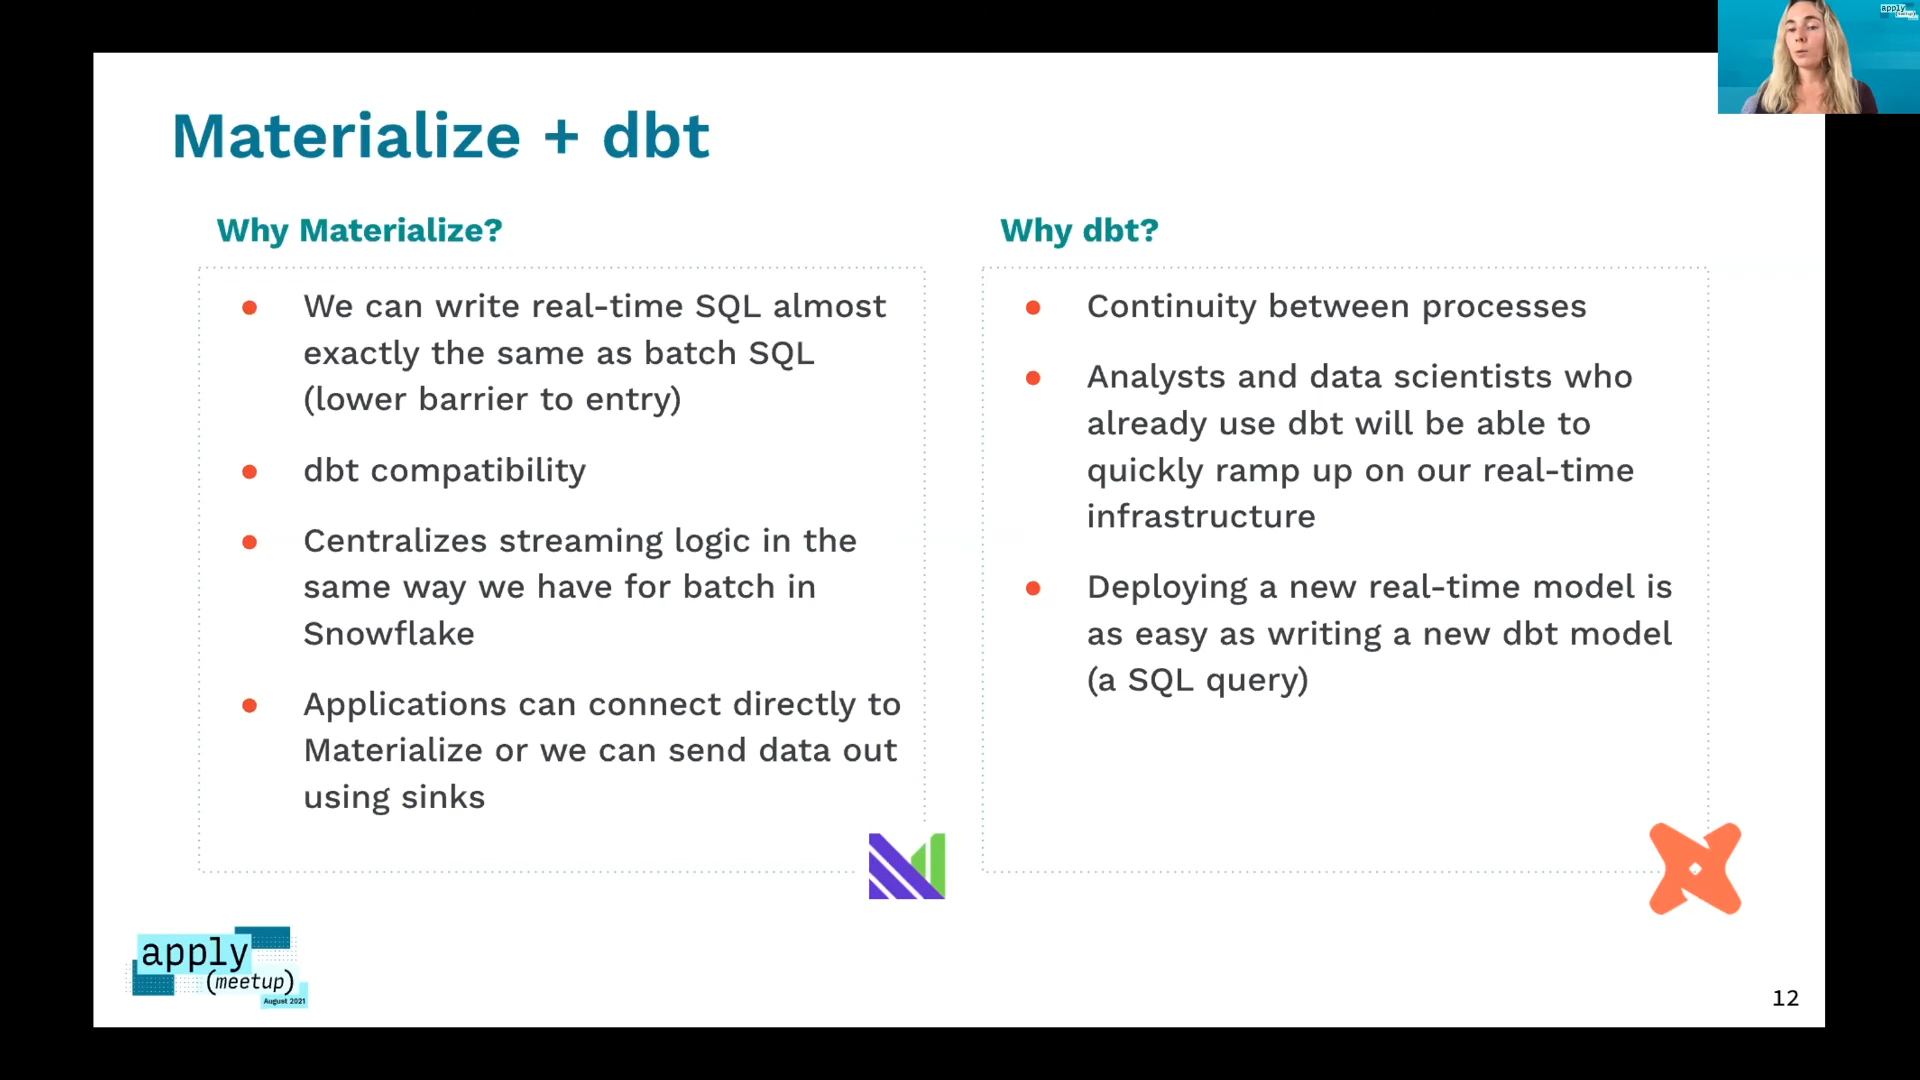 Materialize + dbt
Why Materialize?
● We can write real-time SQL almost
exactly the same as batch SQL
(lower barrier to entry)
● dbt compatibility
● Centralizes streaming logic in the
same way we have for batch in
Snowflake
● Applications can connect directly to
Materialize or we can send data out
using sinks
Why dbt?
● Continuity between processes
● Analysts and data scientists who
already use dbt will be able to
quickly ramp up on our real-time
infrastructure
● Deploying a new real-time model is
as easy as writing a new dbt model
(a SQL query)
apply
(meetup)
August 2021
12
apply